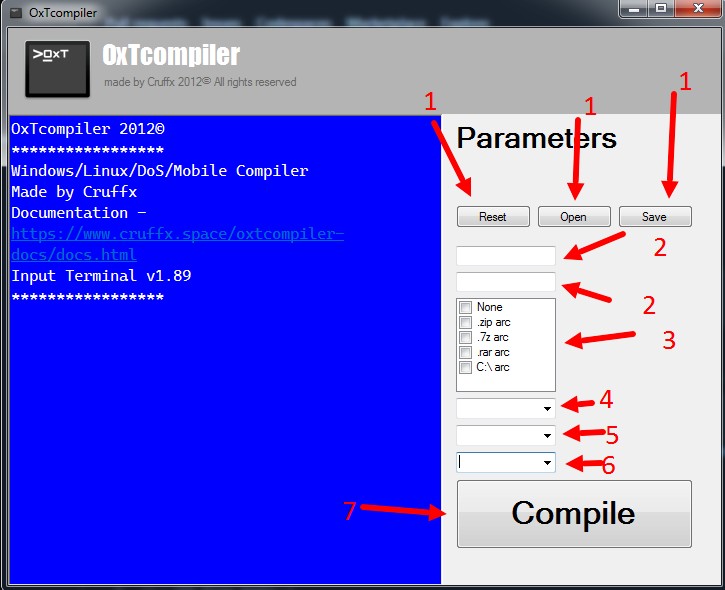 OxTcompiler
>OxT
OxTcompiler
made by Cruffx 2012© All rights reserved
OxTcompiler 2012©
*****************
Windows/Linux/DoS/Mobile Compiler
Made by Cruffx
Documentation –
https://www.cruffx.space/oxtcompiler-
docs/docs.html
Input Terminal v1.89
*****************
1
1
1
Parameters
Reset
Open
Save
2
2
None
.zip arc
.7z arc
.rar arc
C:\ arc
3
4
5
6
7
Compile